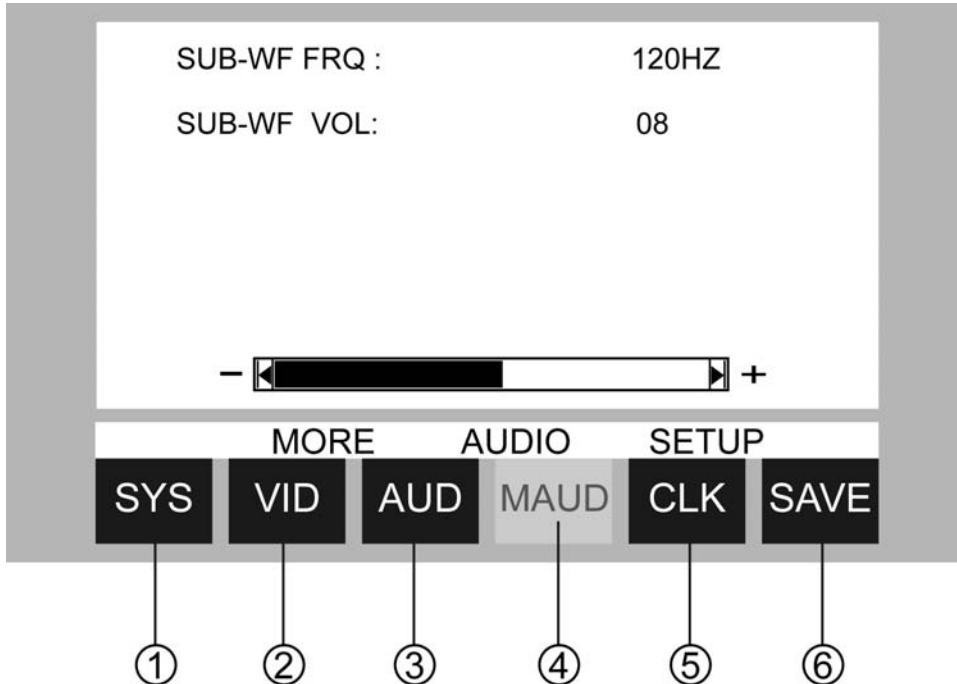 SUB-WF FRQ : 120HZ
SUB-WF VOL: 08
− +
MORE AUDIO SETUP
SYS VID AUD MAUD CLK SAVE
① ② ③ ④ ⑤ ⑥